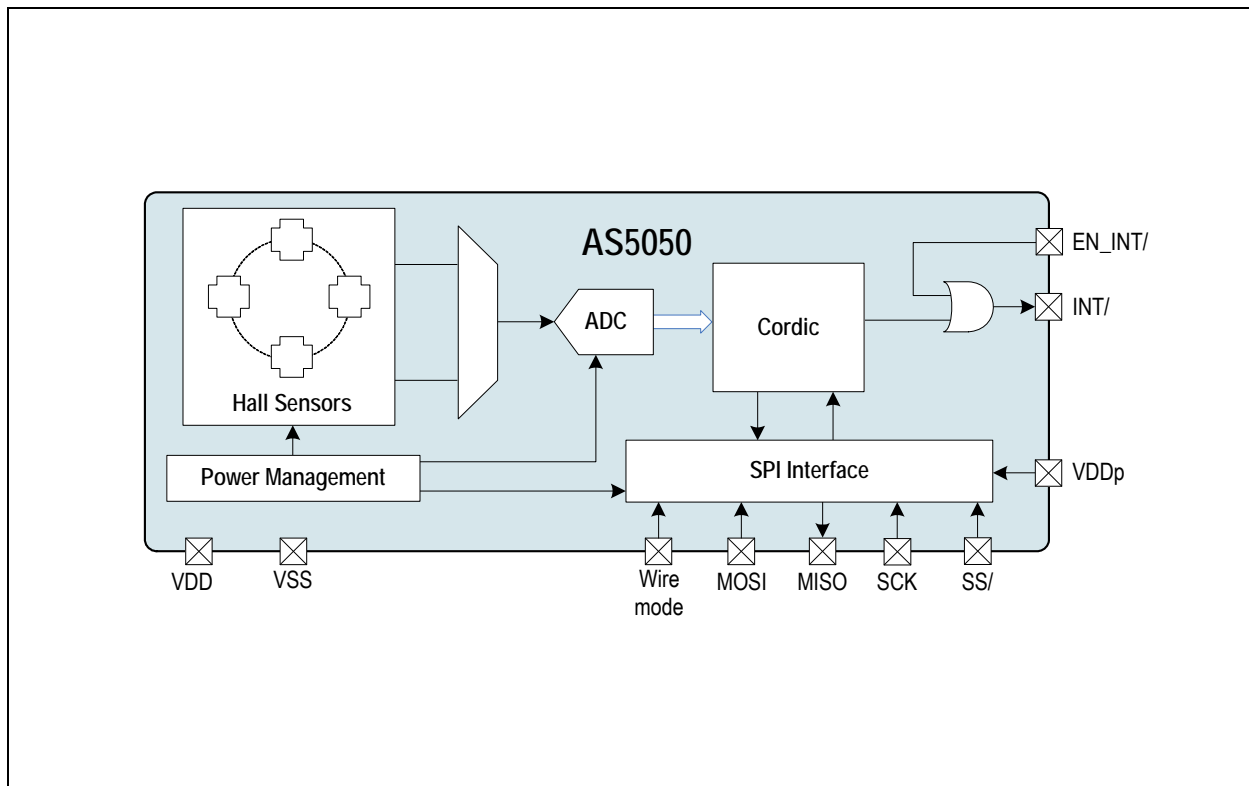 AS5050
EN_INT/
INT/
ADC
Cordic
Hall Sensors
Power Management
SPI Interface
VDDp
VDD
VSS
Wire
mode
MOSI
MISO
SCK
SS/